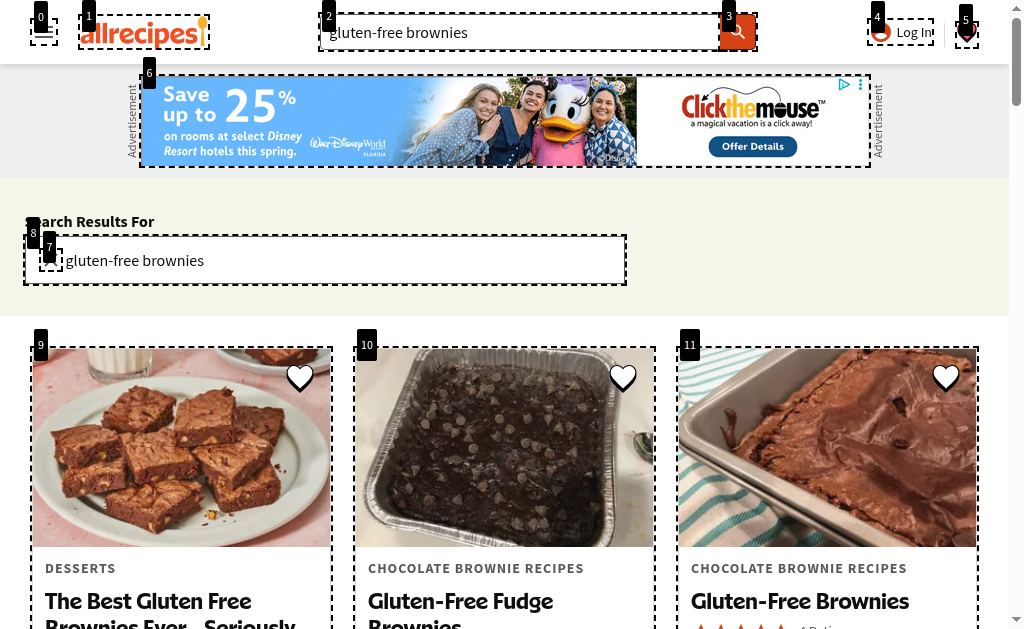 0
1
2
3
4
5
allrecipes
gluten-free brownies
Log In
6
Advertisement
Save
up to 25%
on rooms at select Disney
Resort hotels this spring.
Walt Disney World
FLORIDA
©Disney
Clickthemouse™
a magical vacation is a click away!
Offer Details
Advertisement
Search Results For
8
7
gluten-free brownies
9
10
11
DESSERTS
The Best Gluten Free
Brownies Ever - Seriously
CHOCOLATE BROWNIE RECIPES
Gluten-Free Fudge
Brownies
CHOCOLATE BROWNIE RECIPES
Gluten-Free Brownies